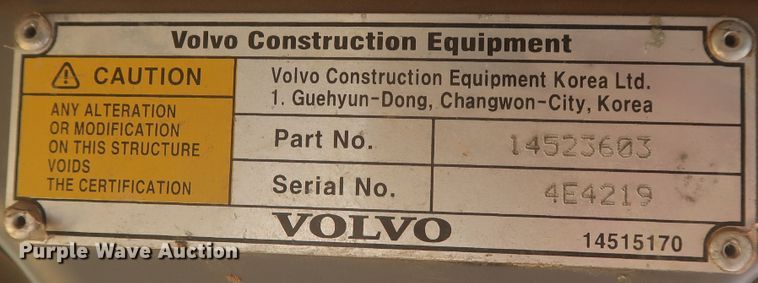 Volvo Construction Equipment
CAUTION
ANY ALTERATION
OR MODIFICATION
ON THIS STRUCTURE
VOIDS
THE CERTIFICATION
Volvo Construction Equipment Korea Ltd.
1. Guehyun-Dong, Changwon-City, Korea
Part No. 14523603
Serial No. 4E4219
VOLVO
14515170
Purple Wave Auction